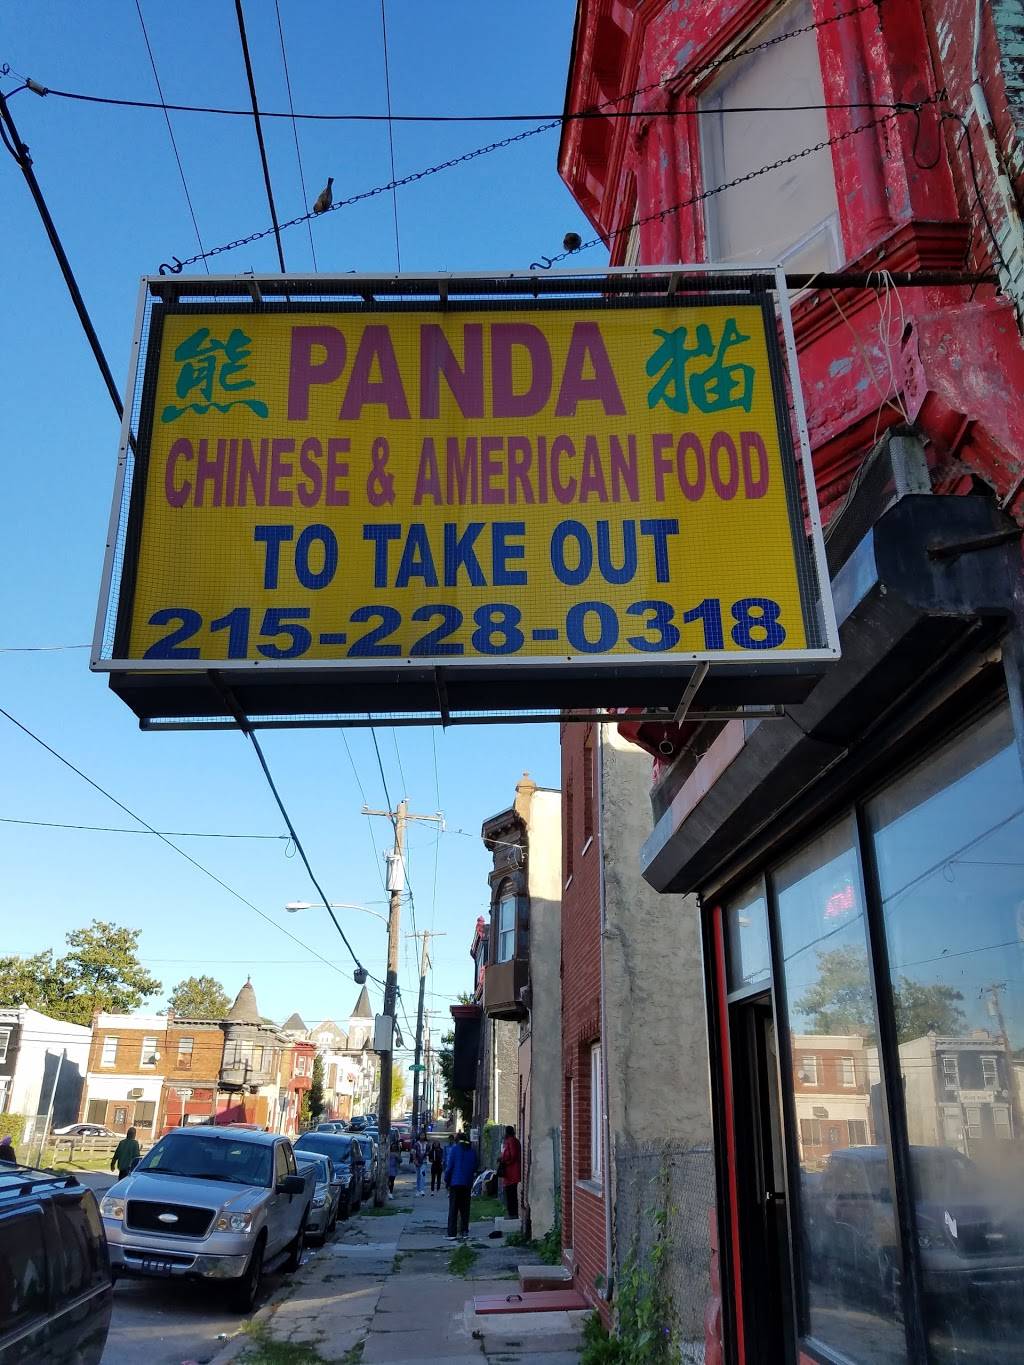 熊 PANDA 猫
CHINESE & AMERICAN FOOD
TO TAKE OUT
215-228-0318